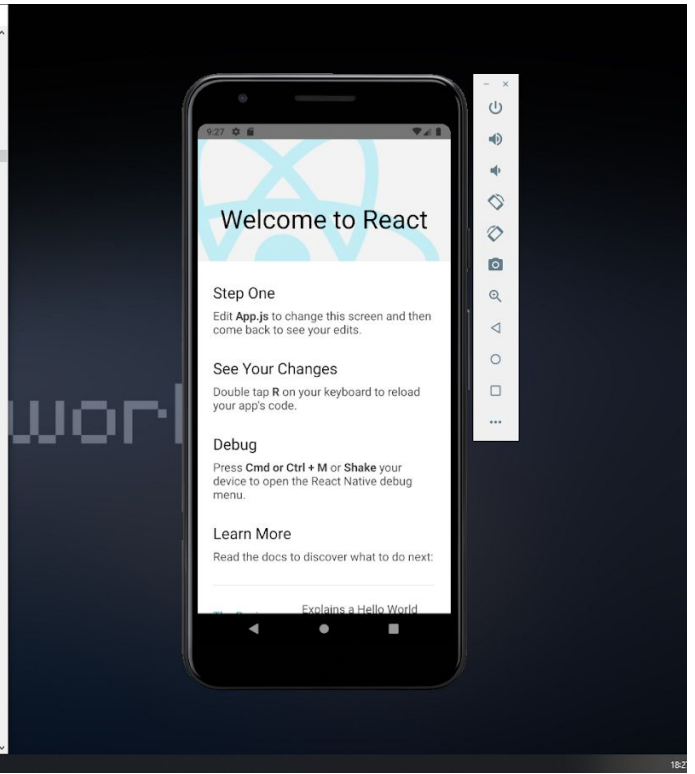 9:27
Welcome to React
Step One
Edit App.js to change this screen and then
come back to see your edits.
See Your Changes
Double tap R on your keyboard to reload
your app's code.
Debug
Press Cmd or Ctrl + M or Shake your
device to open the React Native debug
menu.
Learn More
Read the docs to discover what to do next:
Explains a Hello World